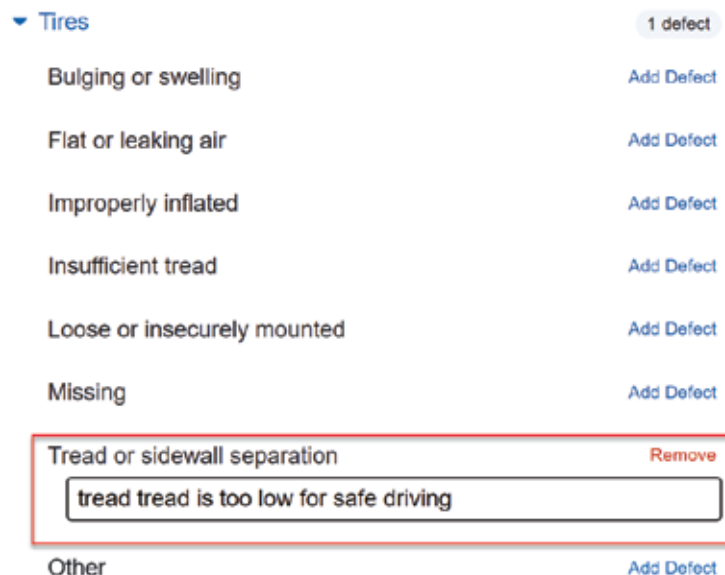 Tires 1 defect
Bulging or swelling Add Defect
Flat or leaking air Add Defect
Improperly inflated Add Defect
Insufficient tread Add Defect
Loose or insecurely mounted Add Defect
Missing Add Defect
Tread or sidewall separation Remove
tread tread is too low for safe driving
Other Add Defect